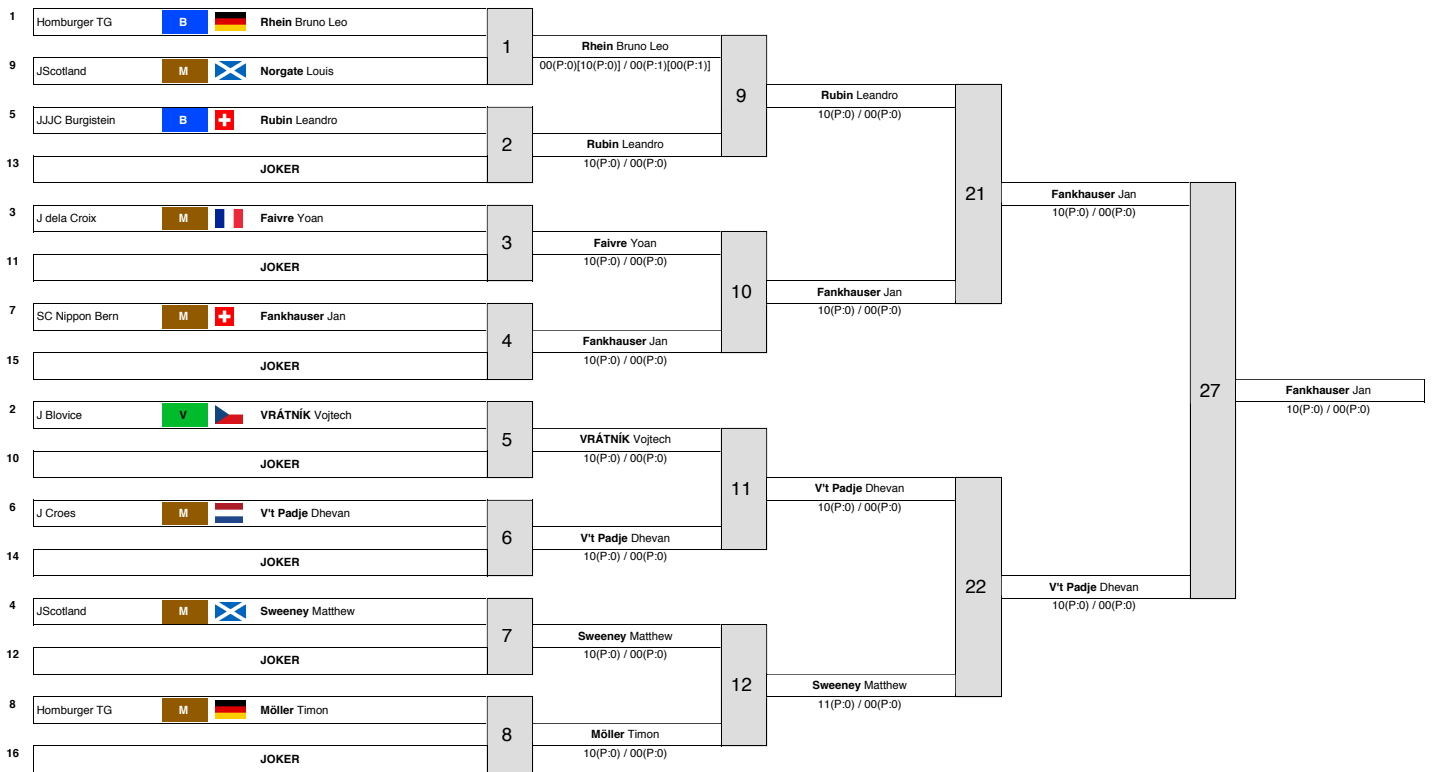 1 Homburger TG B Rhein Bruno Leo
1
Rhein Bruno Leo
00(P:0)[10(P:0)] / 00(P:1)[00(P:1)]
9 JScotland M Norgate Louis
9
Rubin Leandro
10(P:0) / 00(P:0)
5 JJJC Burgistein B Rubin Leandro
2
Rubin Leandro
10(P:0) / 00(P:0)
13 JOKER
21
Fankhauser Jan
10(P:0) / 00(P:0)
3 J dela Croix M Faivre Yoan
3
Faivre Yoan
10(P:0) / 00(P:0)
11 JOKER
10
Fankhauser Jan
10(P:0) / 00(P:0)
7 SC Nippon Bern M Fankhauser Jan
4
Fankhauser Jan
10(P:0) / 00(P:0)
15 JOKER
27
Fankhauser Jan
10(P:0) / 00(P:0)
2 J Blovice V VRÁTNÍK Vojtech
5
VRÁTNÍK Vojtech
10(P:0) / 00(P:0)
10 JOKER
11
V't Padje Dhevan
10(P:0) / 00(P:0)
6 J Croes M V't Padje Dhevan
6
V't Padje Dhevan
10(P:0) / 00(P:0)
14 JOKER
22
V't Padje Dhevan
10(P:0) / 00(P:0)
4 JScotland M Sweeney Matthew
7
Sweeney Matthew
10(P:0) / 00(P:0)
12 JOKER
12
Sweeney Matthew
11(P:0) / 00(P:0)
8 Homburger TG M Möller Timon
8
Möller Timon
10(P:0) / 00(P:0)
16 JOKER